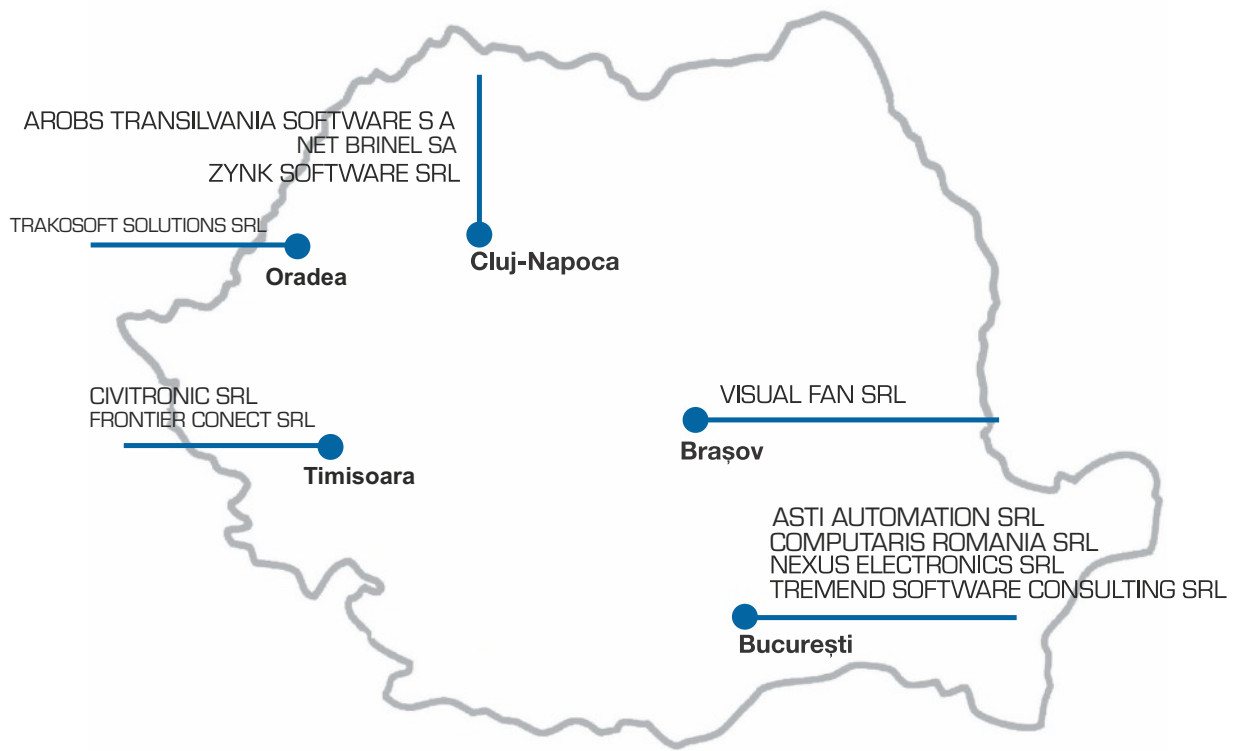 AROBS TRANSILVANIA SOFTWARE S A
NET BRINEL SA
ZYNK SOFTWARE SRL
Cluj-Napoca
TRAKOSOFT SOLUTIONS SRL
Oradea
CIVITRONIC SRL
FRONTIER CONECT SRL
Timisoara
VISUAL FAN SRL
Brașov
ASTI AUTOMATION SRL
COMPUTARIS ROMANIA SRL
NEXUS ELECTRONICS SRL
TREMEND SOFTWARE CONSULTING SRL
București